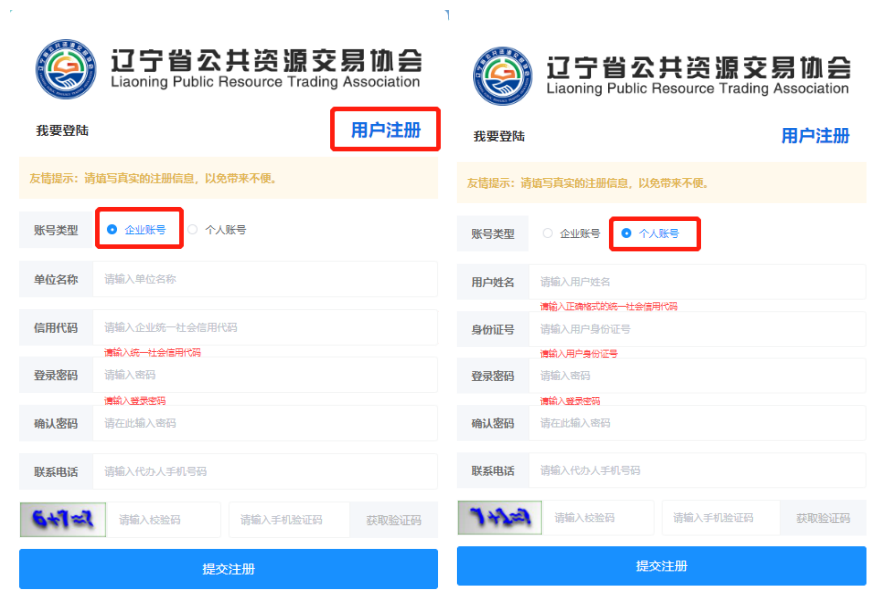 辽宁省公共资源交易协会
Liaoning Public Resource Trading Association
我要登陆
用户注册
友情提示：请填写真实的注册信息，以免带来不便。
账号类型
企业账号
个人账号
单位名称
请输入单位名称
信用代码
请输入企业统一社会信用代码
请输入统一社会信用代码
登录密码
请输入密码
请输入登录密码
确认密码
请在此输入密码
联系电话
请输入代办人手机号码
6+7=?
请输入校验码
请输入手机验证码
获取验证码
提交注册
辽宁省公共资源交易协会
Liaoning Public Resource Trading Association
我要登陆
用户注册
友情提示：请填写真实的注册信息，以免带来不便。
账号类型
企业账号
个人账号
用户姓名
请输入用户姓名
请输入正确格式的统一社会信用代码
身份证号
请输入用户身份证号
请输入用户身份证号
登录密码
请输入密码
请输入登录密码
确认密码
请在此输入密码
联系电话
请输入代办人手机号码
7+2=?
请输入校验码
请输入手机验证码
获取验证码
提交注册